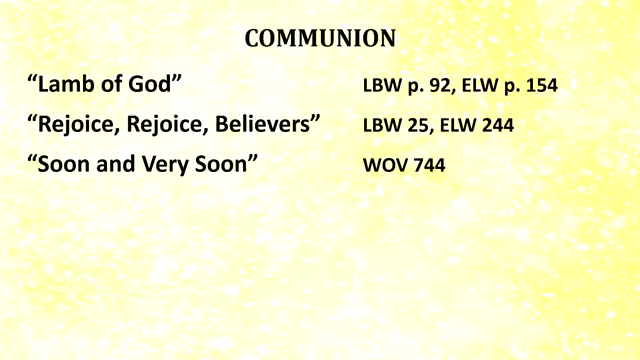 COMMUNION
“Lamb of God” LBW p. 92, ELW p. 154
“Rejoice, Rejoice, Believers” LBW 25, ELW 244
“Soon and Very Soon” WOV 744